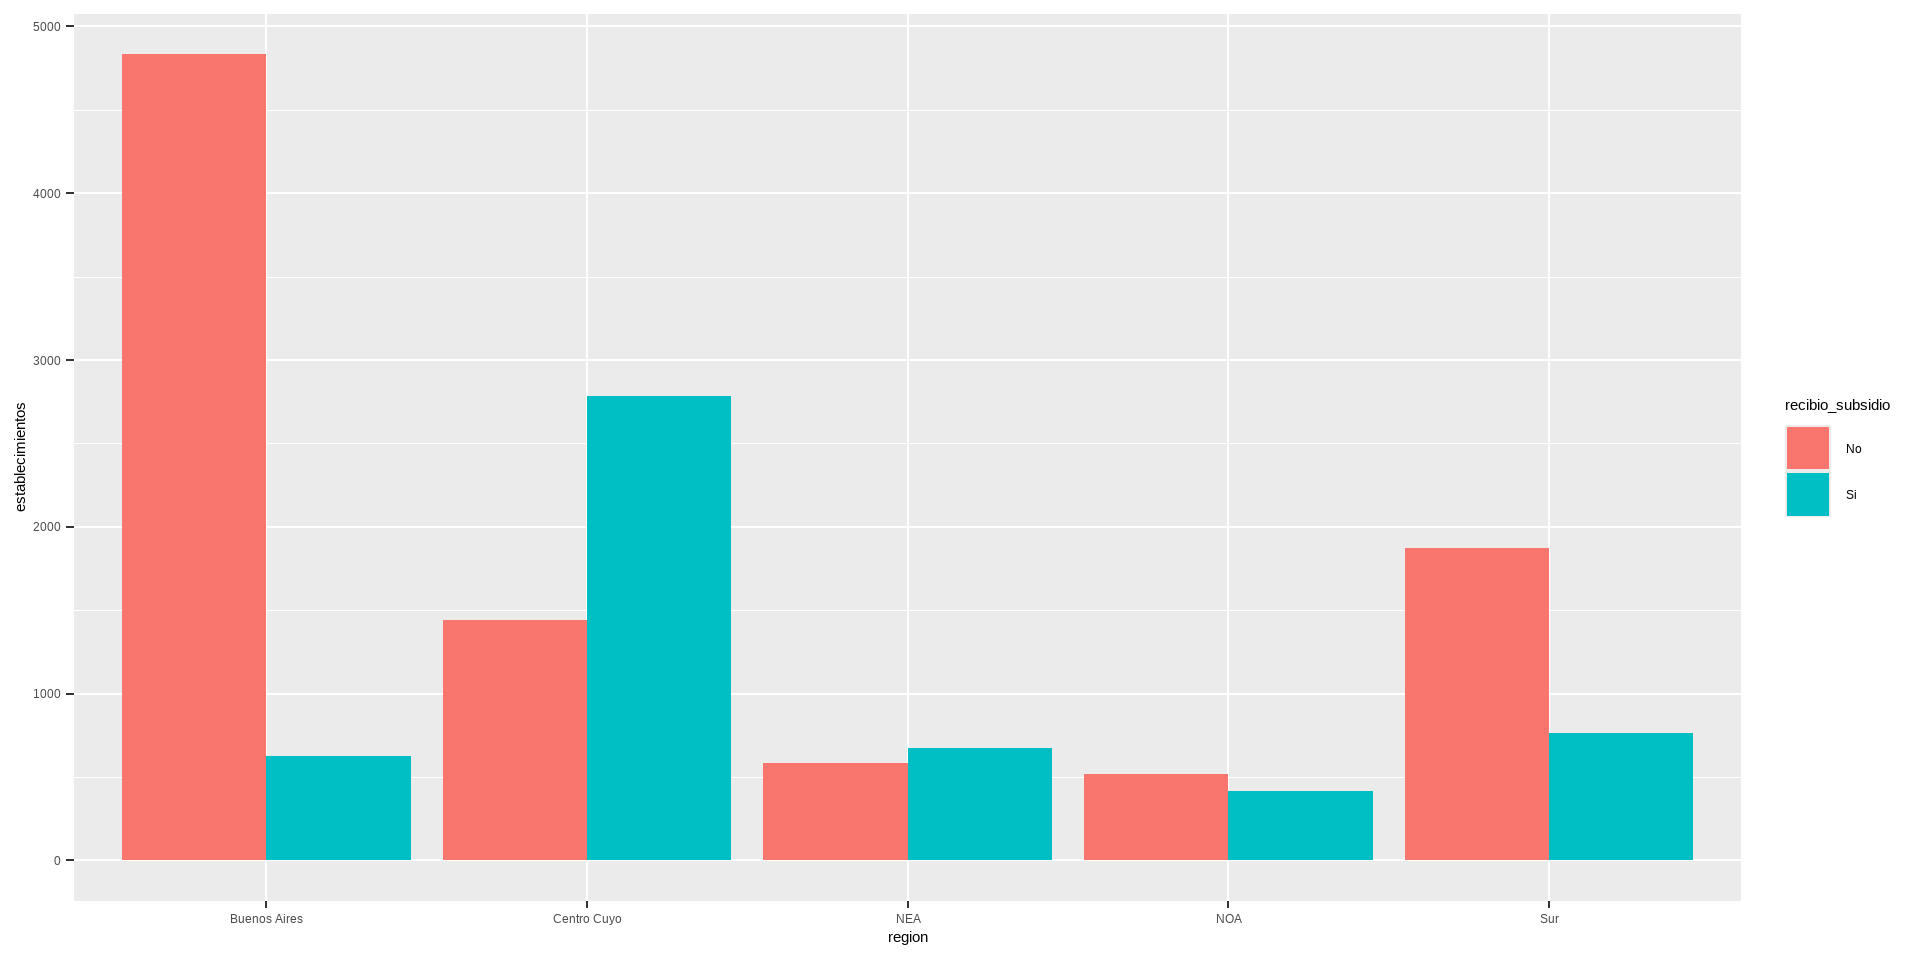 5000
4000
3000
2000
1000
0
establecimientos
Buenos Aires
Centro Cuyo
NEA
NOA
Sur
region
recibio_subsidio
No
Si